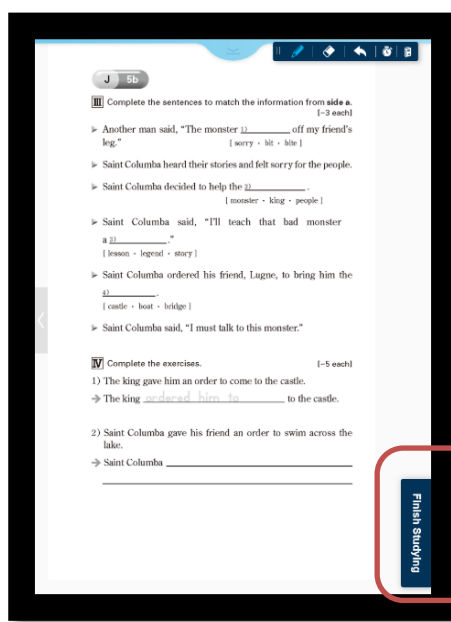 J 5b
III Complete the sentences to match the information from side a.
[-3 each]
➢ Another man said, “The monster 1)__________ off my friend’s
leg.”
[ sorry · bit · bite ]
➢ Saint Columba heard their stories and felt sorry for the people.
➢ Saint Columba decided to help the 2)____________ .
[ monster · king · people ]
➢ Saint Columba said, “I’ll teach that bad monster
a 3)____________.”
[ lesson · legend · story ]
➢ Saint Columba ordered his friend, Lugne, to bring him the
4)____________.
[ castle · boat · bridge ]
➢ Saint Columba said, “I must talk to this monster.”
IV Complete the exercises.
[-5 each]
1) The king gave him an order to come to the castle.
→ The king ordered him to ________ to the castle.
2) Saint Columba gave his friend an order to swim across the
lake.
→ Saint Columba ______________________________
Finish Studying